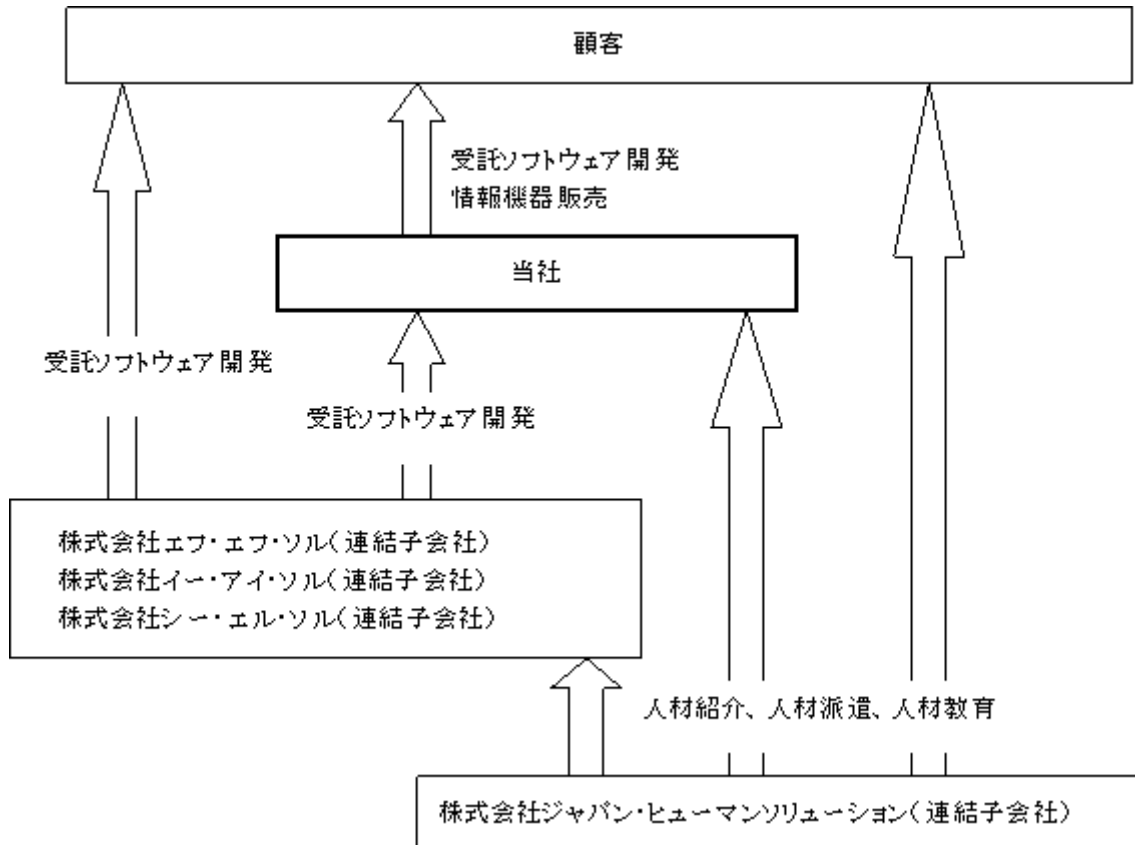 顧客
受託ソフトウェア開発
情報機器販売
当社
受託ソフトウェア開発
受託ソフトウェア開発
株式会社エフ・エフ・ソル(連結子会社)
株式会社イー・アイ・ソル(連結子会社)
株式会社シー・エル・ソル(連結子会社)
人材紹介、人材派遣、人材教育
株式会社ジャパン・ヒューマンソリューション(連結子会社)